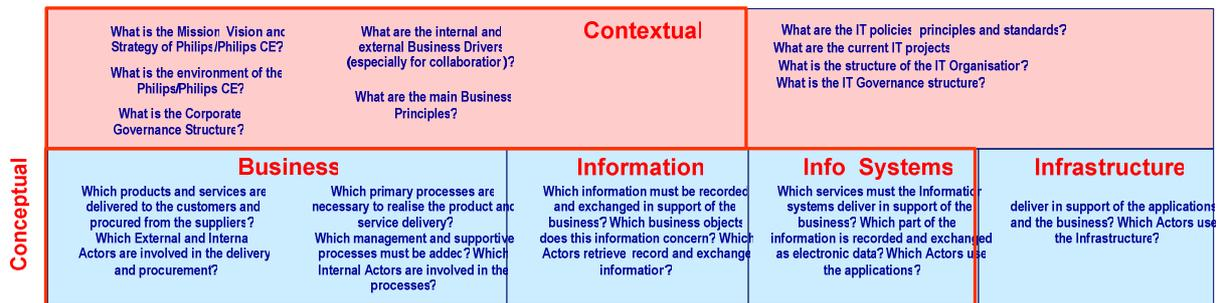 Contextual
What is the Mission Vision and
Strategy of Philips/Philips CE?
What is the environment of the
Philips/Philips CE?
What is the Corporate
Governance Structure?
What are the internal and
external Business Drivers
(especially for collaboration)?
What are the main Business
Principles?
What are the IT policies principles and standards?
What are the current IT projects
What is the structure of the IT Organisation?
What is the IT Governance structure?
Conceptual
Business
Which products and services are
delivered to the customers and
procured from the suppliers?
Which External and Interna
Actors are involved in the delivery
and procurement?
Which primary processes are
necessary to realise the product and
service delivery?
Which management and supportive
processes must be added? Which
Internal Actors are involved in the
processes?
Information
Which information must be recorded
and exchanged in support of the
business? Which business objects
does this information concern? Which
Actors retrieve record and exchange
information?
Info Systems
Which services must the Information
systems deliver in support of the
business? Which part of the
information is recorded and exchanged
as electronic data? Which Actors use
the applications?
Infrastructure
deliver in support of the applications
and the business? Which Actors use
the Infrastructure?